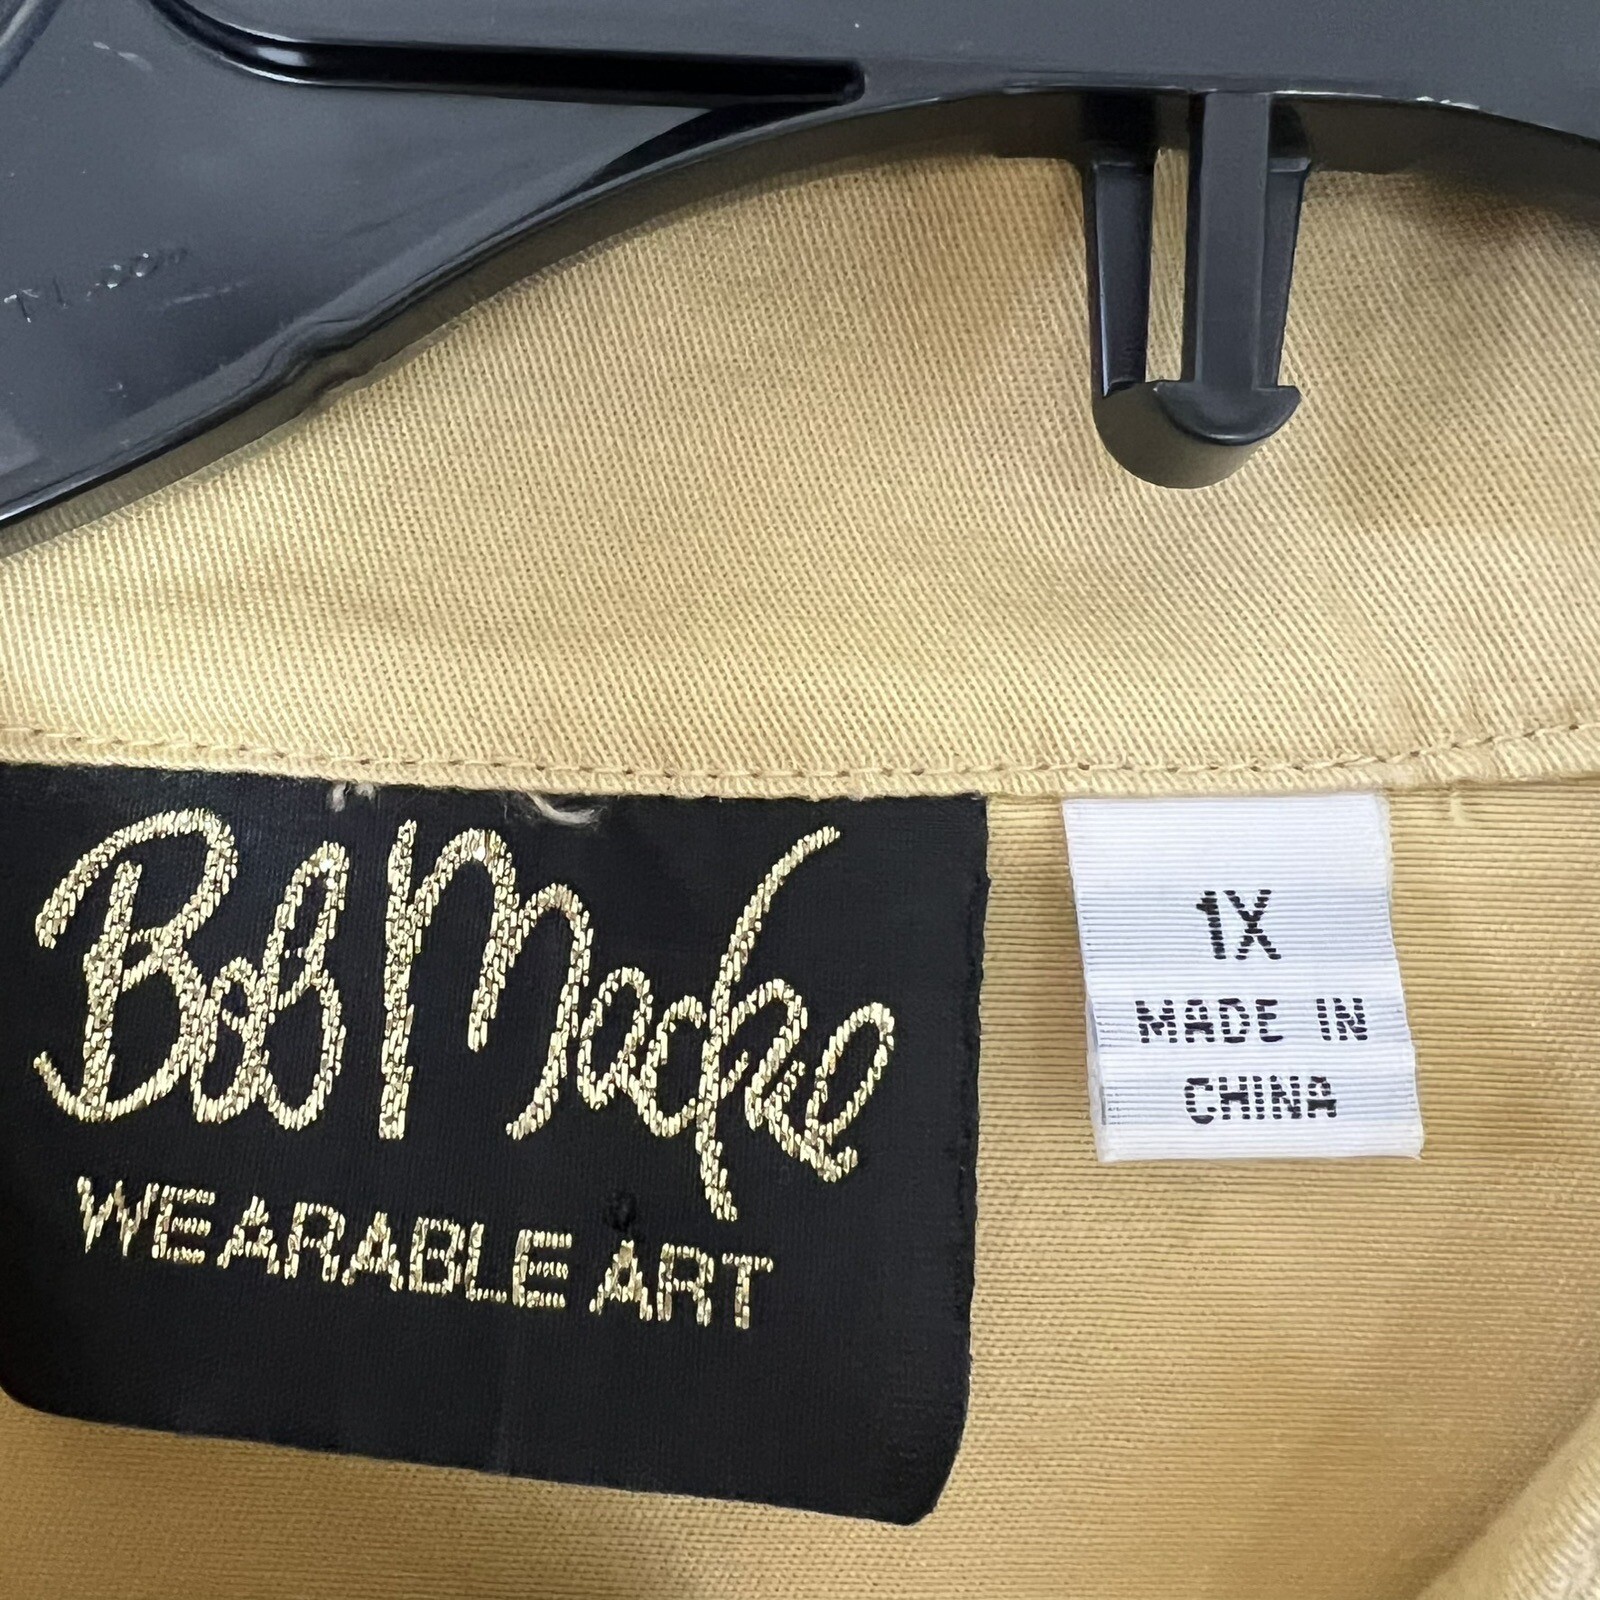 Bob Mackie
WEARABLE ART
1X
MADE IN
CHINA